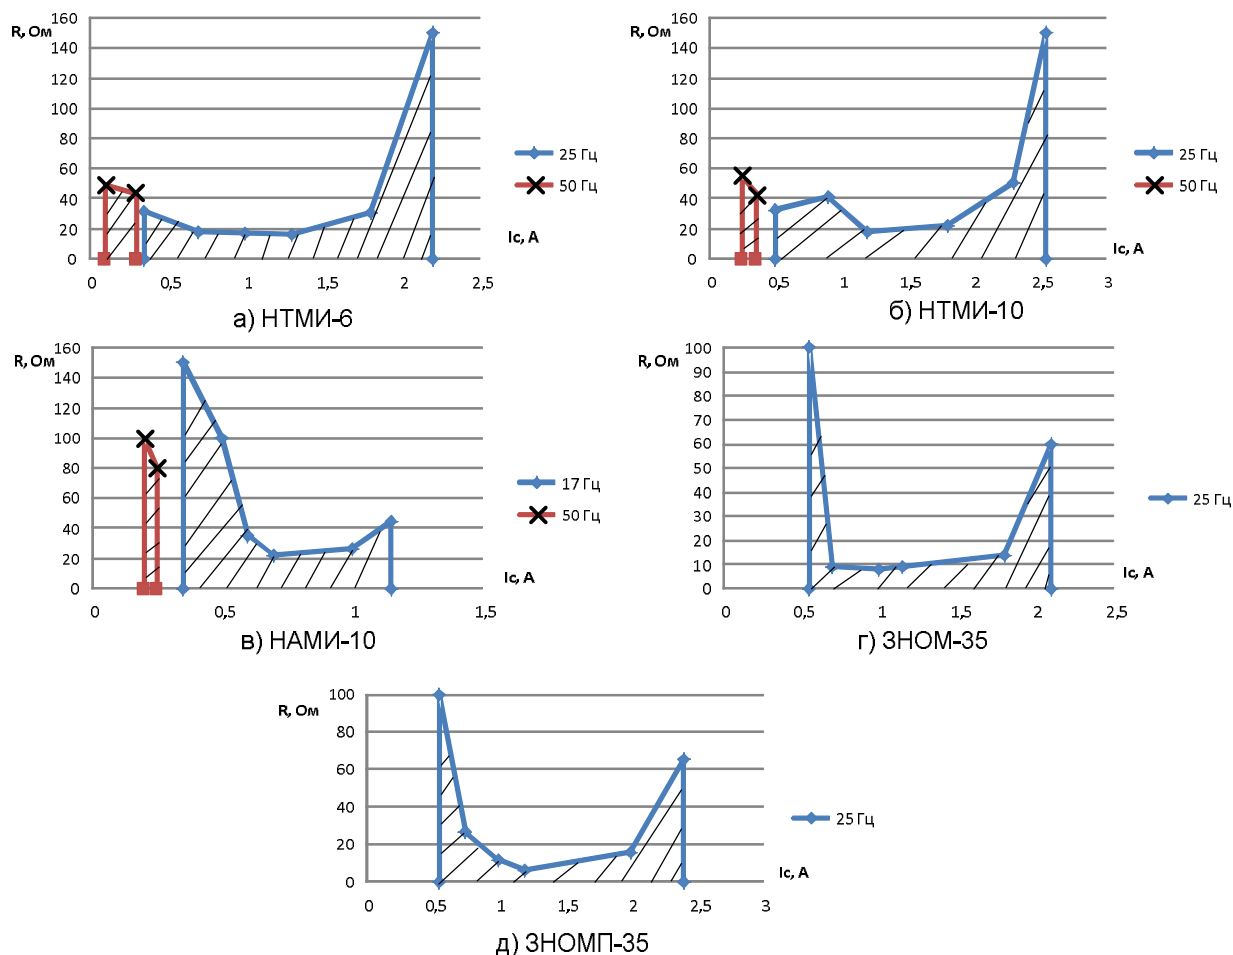 R, Ом
160
140
120
100
80
60
40
20
0
0 0,5 1 1,5 2 2,5
Ic, А
25 Гц
50 Гц
а) НТМИ-6
R, Ом
160
140
120
100
80
60
40
20
0
0 0,5 1 1,5 2 2,5 3
Ic, А
25 Гц
50 Гц
б) НТМИ-10
R, Ом
160
140
120
100
80
60
40
20
0
0 0,5 1 1,5
Ic, А
17 Гц
50 Гц
в) НАМИ-10
R, Ом
100
90
80
70
60
50
40
30
20
10
0
0 0,5 1 1,5 2 2,5
Ic, А
25 Гц
г) ЗНОМ-35
R, Ом
100
80
60
40
20
0
0 0,5 1 1,5 2 2,5 3
Ic, А
25 Гц
д) ЗНОМП-35